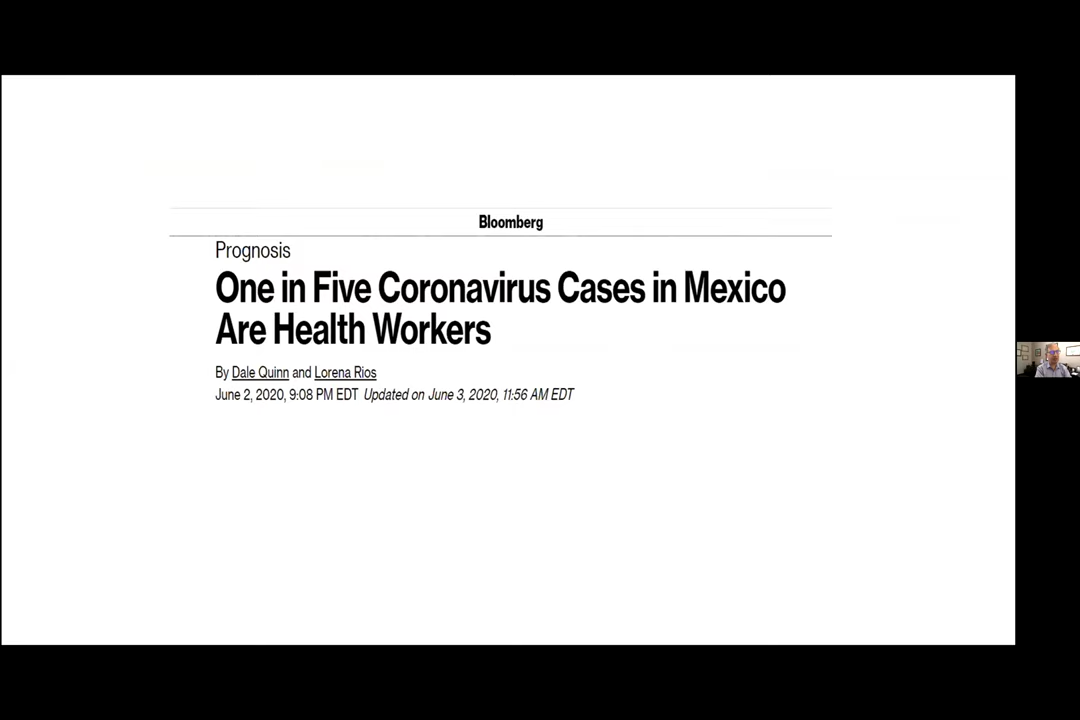 Bloomberg
Prognosis
One in Five Coronavirus Cases in Mexico
Are Health Workers
By Dale Quinn and Lorena Rios
June 2, 2020, 9:08 PM EDT Updated on June 3, 2020, 11:56 AM EDT